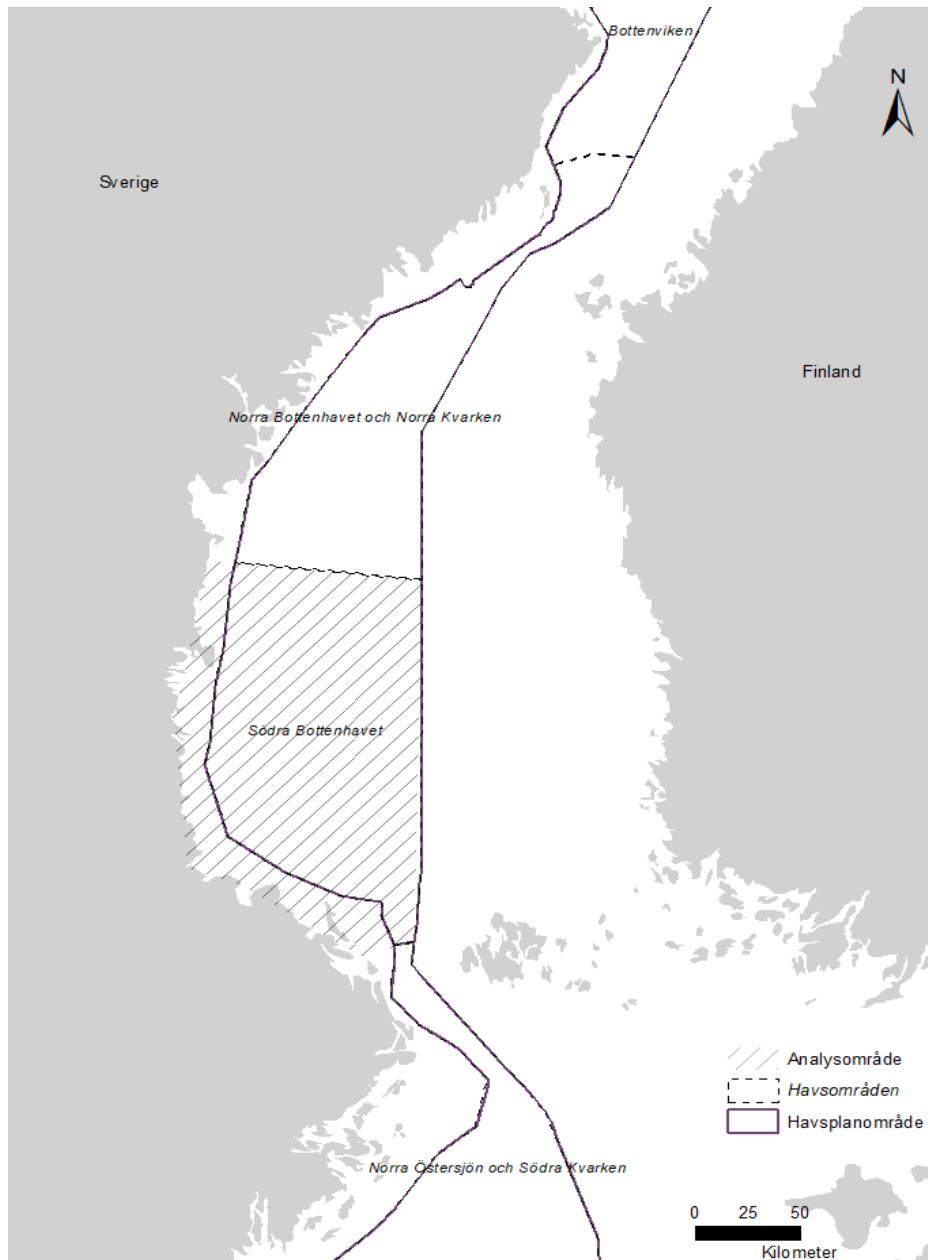 Bottenviken
N
Sverige
Finland
Norra Bottenhavet och Norra Kvarken
Södra Bottenhavet
Analysområde
Havsområden
Havsplanområde
Norra Östersjön och Södra Kvarken
0 25 50
Kilometer